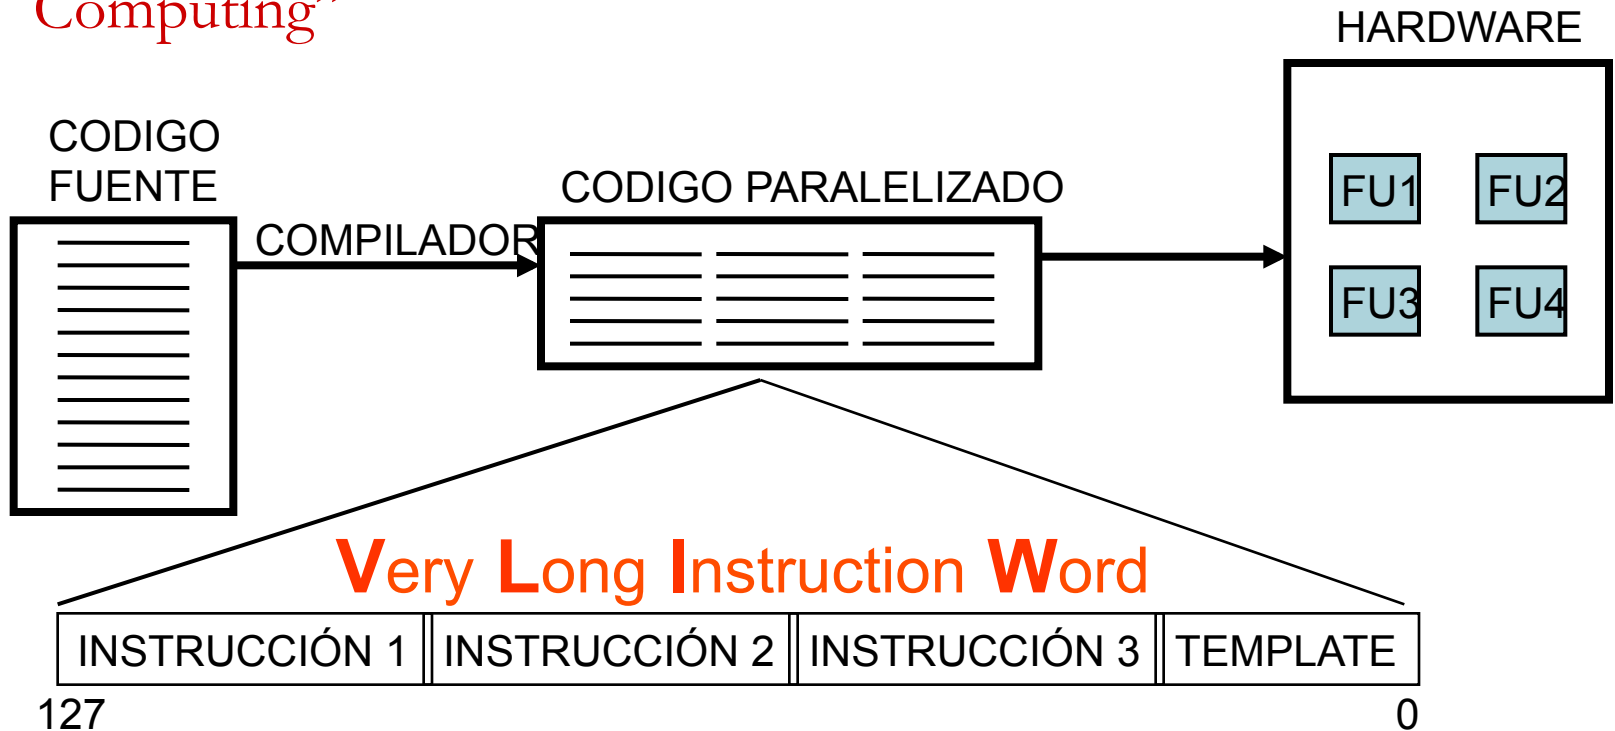 Computing”
HARDWARE
CODIGO
FUENTE
COMPILADOR
CODIGO PARALELIZADO
FU1 FU2
FU3 FU4
Very Long Instruction Word
INSTRUCCIÓN 1 INSTRUCCIÓN 2 INSTRUCCIÓN 3 TEMPLATE
127 0